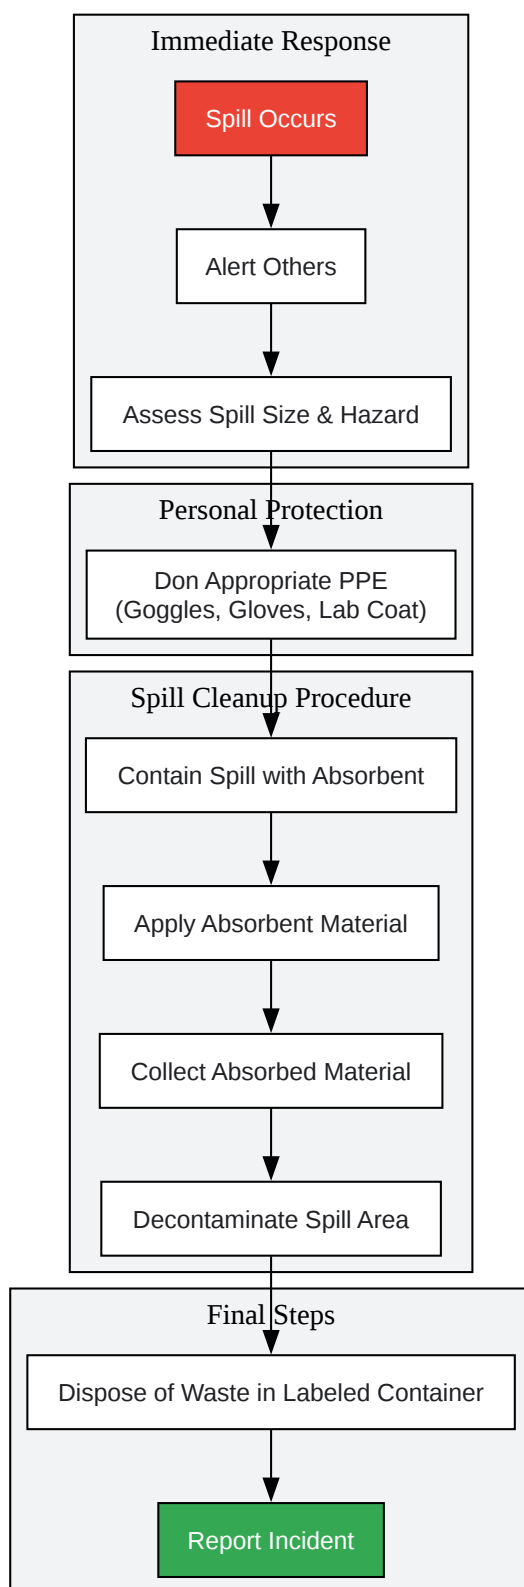 Immediate Response
Spill Occurs
Alert Others
Assess Spill Size & Hazard
Personal Protection
Don Appropriate PPE
(Goggles, Gloves, Lab Coat)
Spill Cleanup Procedure
Contain Spill with Absorbent
Apply Absorbent Material
Collect Absorbed Material
Decontaminate Spill Area
Final Steps
Dispose of Waste in Labeled Container
Report Incident